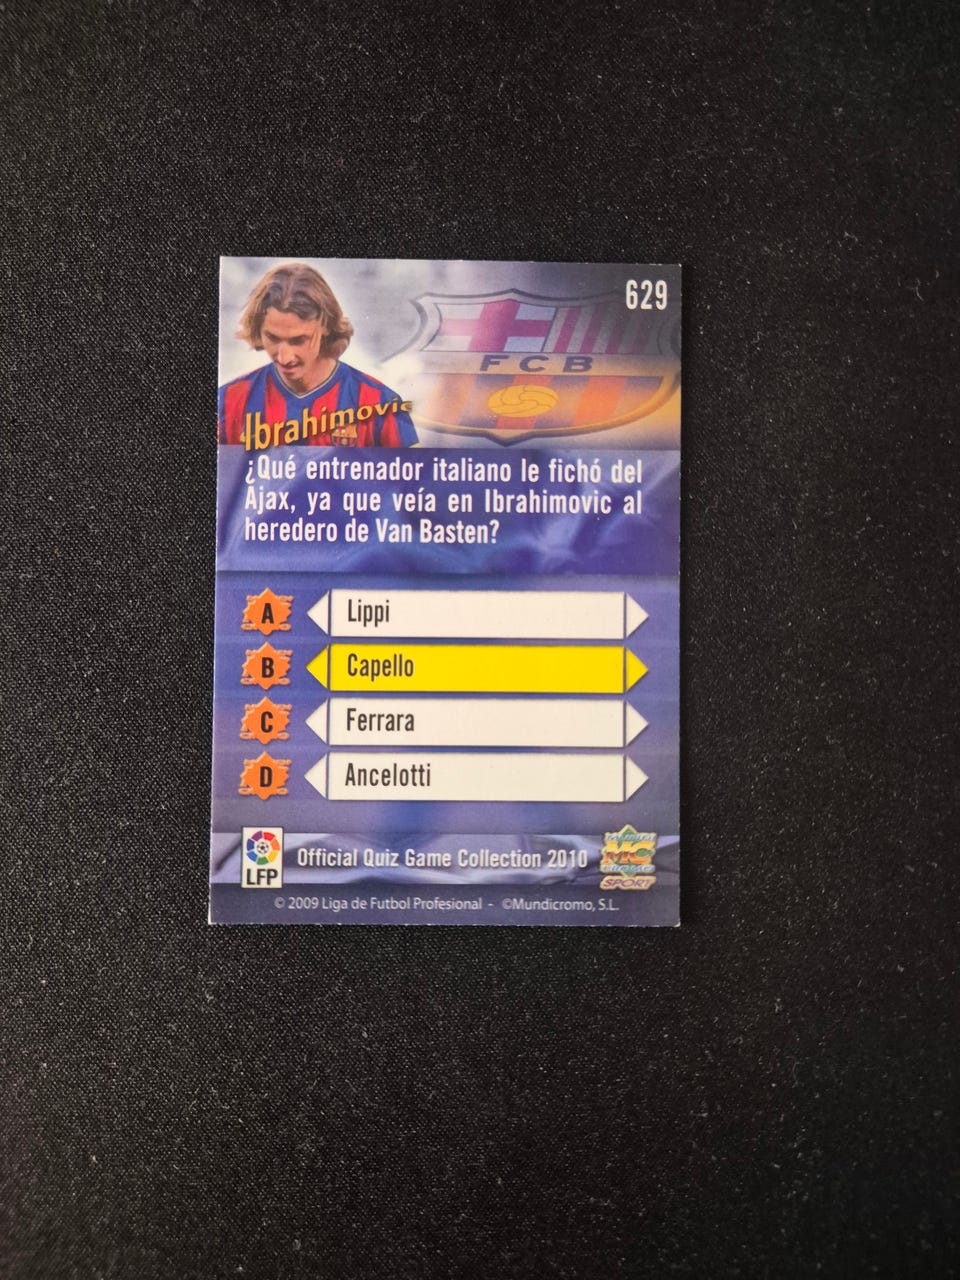 629
FCB
Ibrahimovic
¿Qué entrenador italiano le fichó del
Ajax, ya que veía en Ibrahimovic al
heredero de Van Basten?
A Lippi
B Capello
C Ferrara
D Ancelotti
LFP
Official Quiz Game Collection 2010
MC
SPORT
© 2009 Liga de Futbol Profesional - ©Mundicromo, S.L.